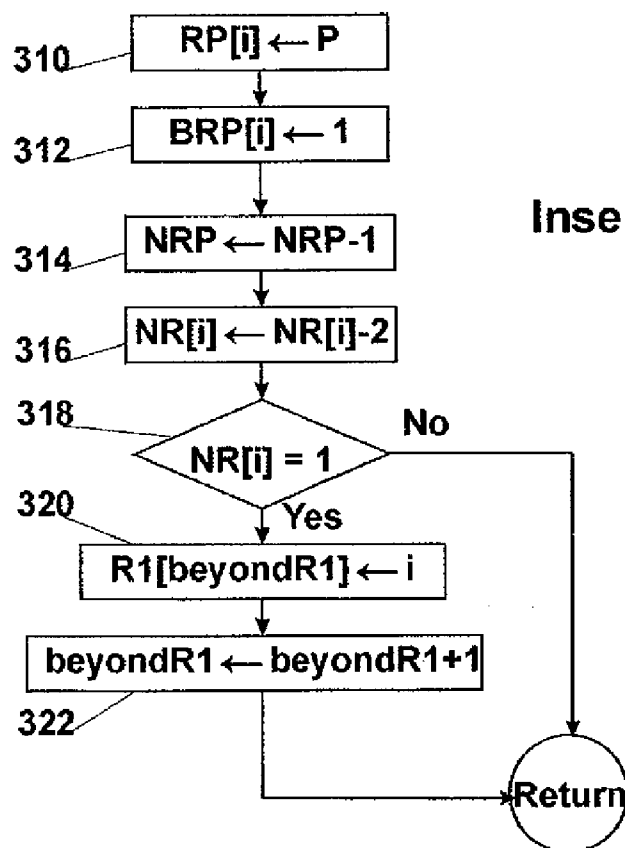 310
RP[i] ← P
312
BRP[i] ← 1
Inse
314
NRP ← NRP-1
316
NR[i] ← NR[i]-2
318
NR[i] = 1
No
Yes
320
R1[beyondR1] ← i
beyondR1 ← beyondR1+1
322
Return